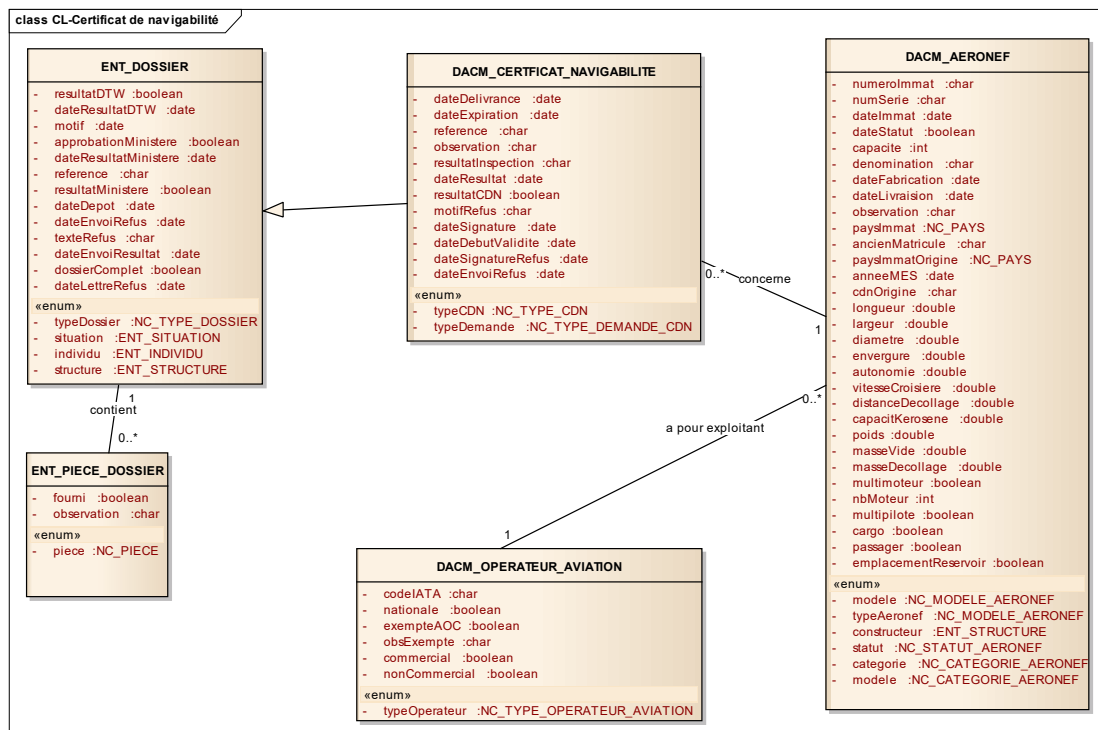 class CL-Certificat de navigabilité
ENT_DOSSIER
- resultatDTW :boolean
- dateResultatDTW :date
- motif :date
- approbationMinistere :boolean
- dateResultatMinistere :date
- reference :char
- resultatMinistere :boolean
- dateDepot :date
- dateEnvoiRefus :date
- texteRefus :char
- dateEnvoiResultat :date
- dossierComplet :boolean
- dateLettreRefus :date
«enum»
- typeDossier :NC_TYPE_DOSSIER
- situation :ENT_SITUATION
- individu :ENT_INDIVIDU
- structure :ENT_STRUCTURE
1
contient
0..*
ENT_PIECE_DOSSIER
- fourni :boolean
- observation :char
«enum»
- piece :NC_PIECE
DACM_CERTFICAT_NAVIGABILITE
- dateDelivrance :date
- dateExpiration :date
- reference :char
- observation :char
- resultatInspection :char
- dateResultat :date
- resultatCDN :boolean
- motifRefus :char
- dateSignature :date
- dateDebutValidite :date
- dateSignatureRefus :date
- dateEnvoiRefus :date
«enum»
- typeCDN :NC_TYPE_CDN
- typeDemande :NC_TYPE_DEMANDE_CDN
0..*
concerne
1
0..*
a pour exploitant
1
DACM_OPERATEUR_AVIATION
- codeIATA :char
- nationale :boolean
- exempteAOC :boolean
- obsExempte :char
- commercial :boolean
- nonCommercial :boolean
«enum»
- typeOperateur :NC_TYPE_OPERATEUR_AVIATION
DACM_AERONEF
- numeroImmat :char
- numSerie :char
- dateImmat :date
- dateStatut :boolean
- capacite :int
- denomination :char
- dateFabrication :date
- dateLivraision :date
- observation :char
- paysImmat :NC_PAYS
- ancienMatricule :char
- paysImmatOrigine :NC_PAYS
- anneeMES :date
- cdnOrigine :char
- longueur :double
- largeur :double
- diametre :double
- envergure :double
- autonomie :double
- vitesseCroisiere :double
- distanceDecollage :double
- capacitKerosene :double
- poids :double
- masseVide :double
- masseDecollage :double
- multimoteur :boolean
- nbMoteur :int
- multipilote :boolean
- cargo :boolean
- passager :boolean
- emplacementReservoir :boolean
«enum»
- modele :NC_MODELE_AERONEF
- typeAeronef :NC_MODELE_AERONEF
- constructeur :ENT_STRUCTURE
- statut :NC_STATUT_AERONEF
- categorie :NC_CATEGORIE_AERONEF
- modele :NC_CATEGORIE_AERONEF